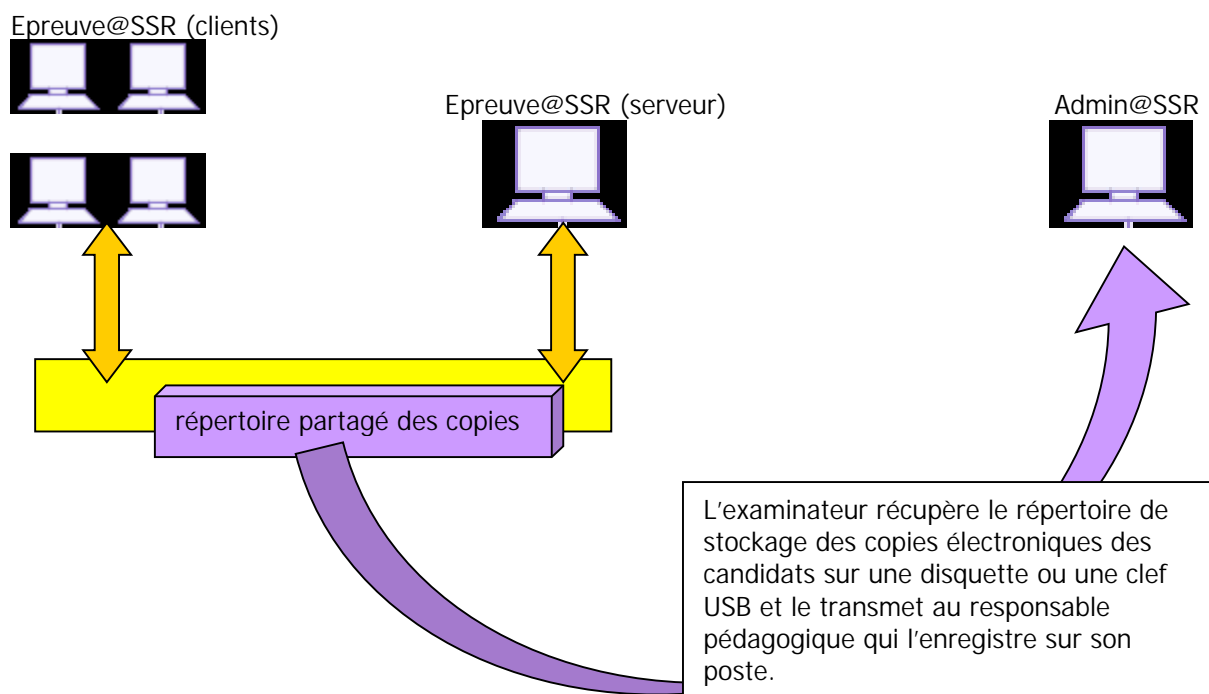 Epreuve@SSR (clients)
Epreuve@SSR (serveur)
Admin@SSR
répertoire partagé des copies
L'examinateur récupère le répertoire de
stockage des copies électroniques des
candidats sur une disquette ou une clef
USB et le transmet au responsable
pédagogique qui l'enregistre sur son
poste.